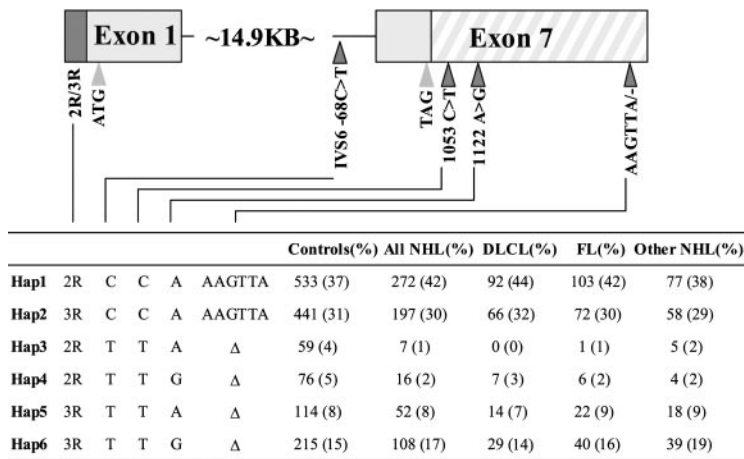 Exon 1 ~14.9KB~ Exon 7
2R/3R
ATG
IVS6 -68C>T
TAG
1053 C>T
1122 A>G
AAGTTA/-
Controls(%) All NHL(%) DLCL(%) FL(%) Other NHL(%)
Hap1 2R C C A AAGTTA 533 (37) 272 (42) 92 (44) 103 (42) 77 (38)
Hap2 3R C C A AAGTTA 441 (31) 197 (30) 66 (32) 72 (30) 58 (29)
Hap3 2R T T A Δ 59 (4) 7 (1) 0 (0) 1 (1) 5 (2)
Hap4 2R T T G Δ 76 (5) 16 (2) 7 (3) 6 (2) 4 (2)
Hap5 3R T T A Δ 114 (8) 52 (8) 14 (7) 22 (9) 18 (9)
Hap6 3R T T G Δ 215 (15) 108 (17) 29 (14) 40 (16) 39 (19)